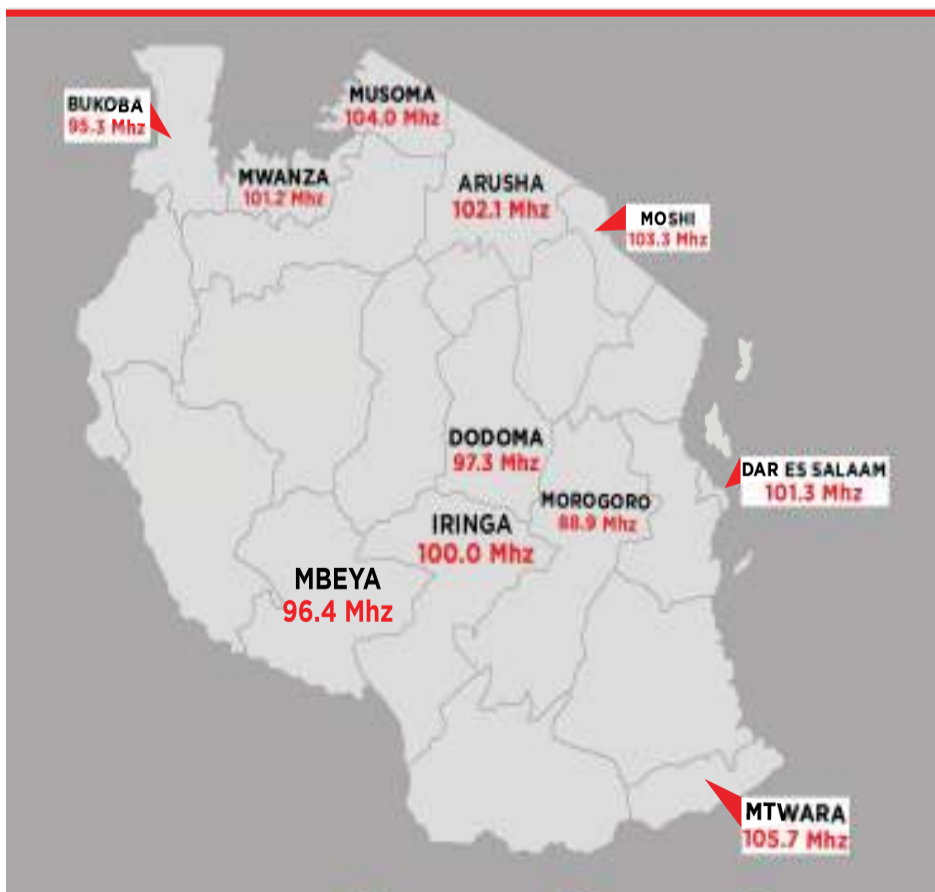 MUSOMA
104.0 Mhz
BUKOBA
95.3 Mhz
MWANZA
101.2 Mhz
ARUSHA
102.1 Mhz
MOSHI
103.3 Mhz
DODOMA
97.3 Mhz
DAR ES SALAAM
101.3 Mhz
MOROGORO
88.9 Mhz
IRINGA
100.0 Mhz
MBEYA
96.4 Mhz
MTWARA
105.7 Mhz